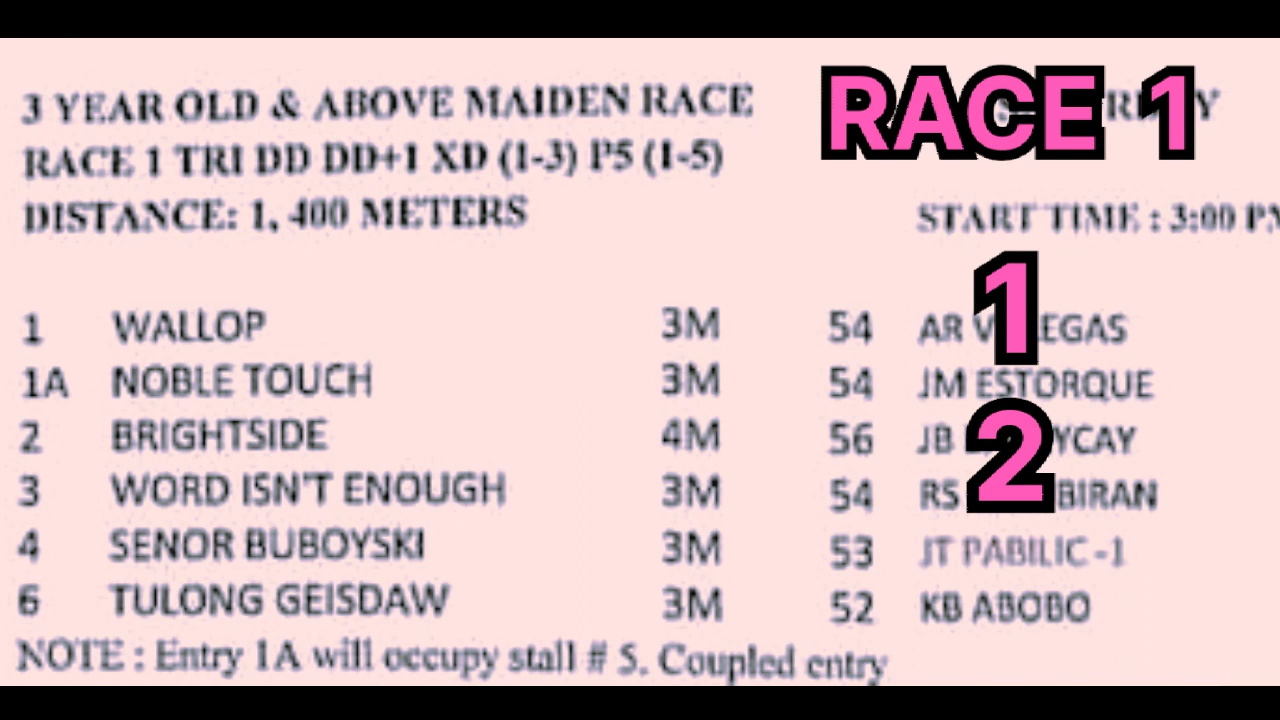 3 YEAR OLD & ABOVE MAIDEN RACE
RACE 1
RACE 1 TRI DD DD+1 XD (1-3) P5 (1-5)
DISTANCE: 1, 400 METERS
START TIME : 3:00
1 WALLOP 3M 54 AR
1
1A NOBLE TOUCH 3M 54 JM ESTORQUE
2 BRIGHTSIDE 4M 56 JB
2
3 WORD ISN'T ENOUGH 3M 54 RS
4 SENOR BUBOYSKI 3M 53 JT PABILIC -1
6 TULONG GEISDAW 3M 52 KB ABOBO
NOTE : Entry 1A will occupy stall # 5. Coupled entry